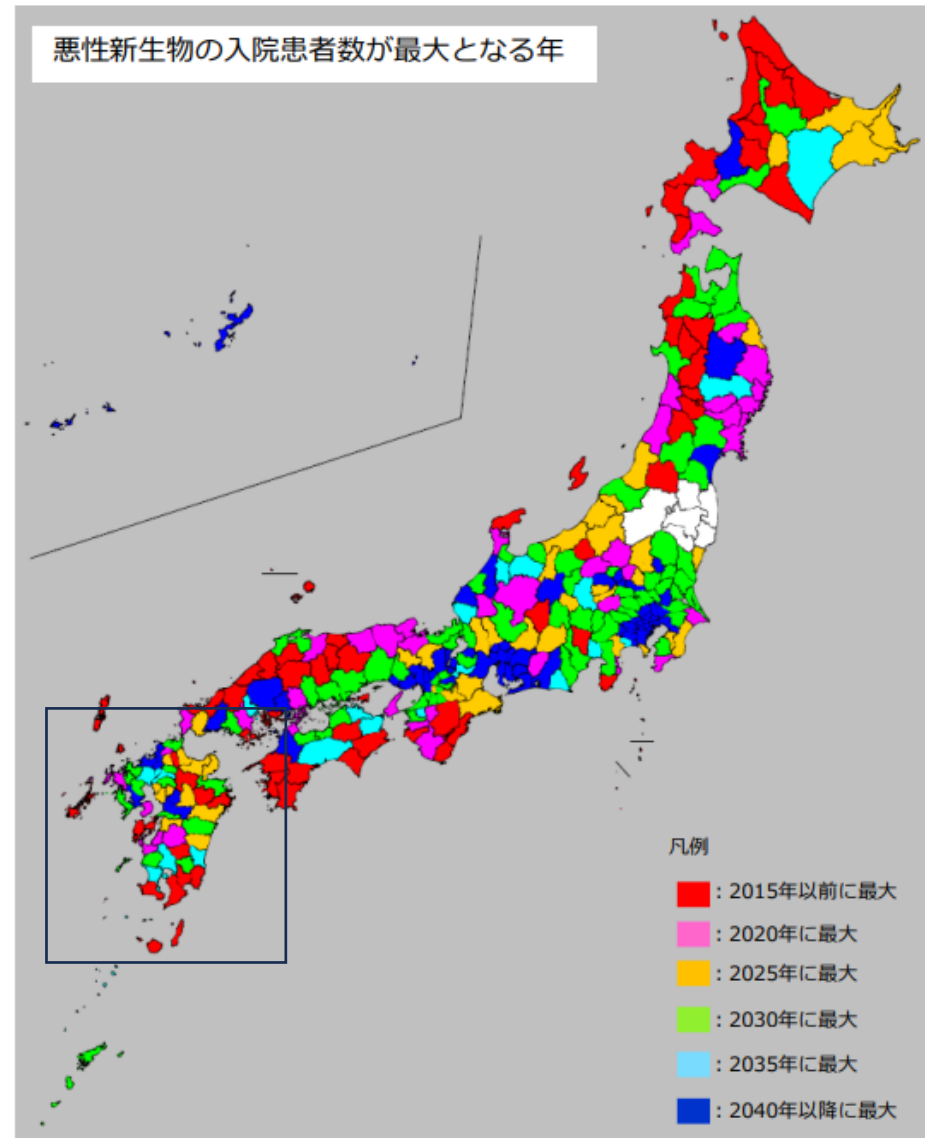 悪性新生物の入院患者数が最大となる年
凡例
：2015年以前に最大
：2020年に最大
：2025年に最大
：2030年に最大
：2035年に最大
：2040年以降に最大